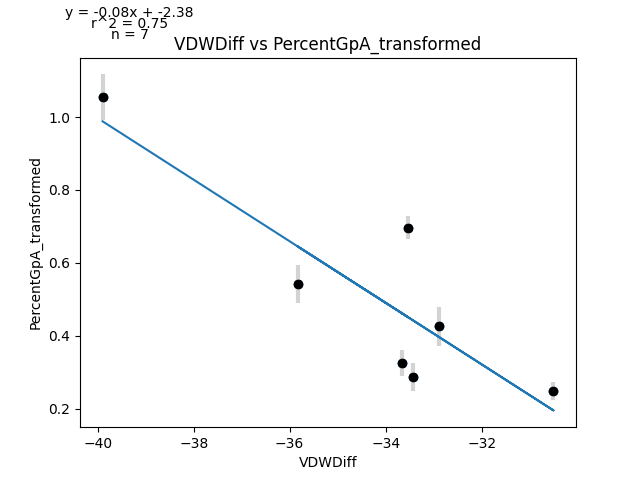 y = -0.08x + -2.38
r^2 = 0.75
n = 7
VDWDiff vs PercentGpA_transformed
PercentGpA_transformed
1.0
0.8
0.6
0.4
0.2
−40
−38
−36
−34
−32
VDWDiff